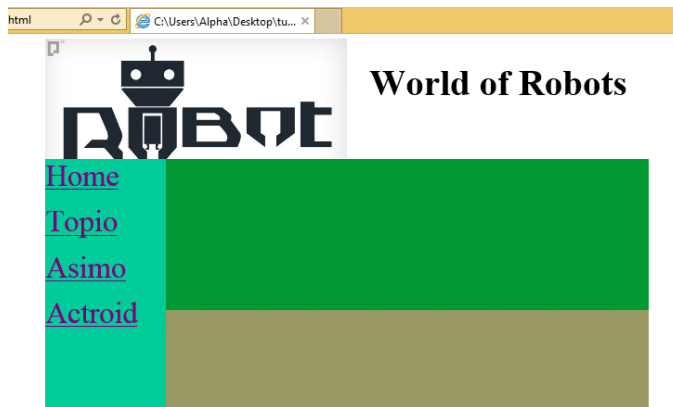 html
C:\Users\Alpha\Desktop\tu... ×
ROBOT
World of Robots
Home
Topio
Asimo
Actroid